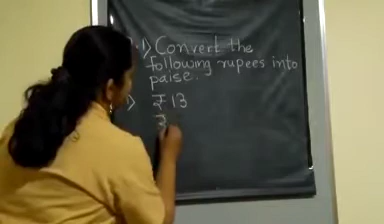 .1) Convert the
following rupees into
paise.
) ₹ 13
₹